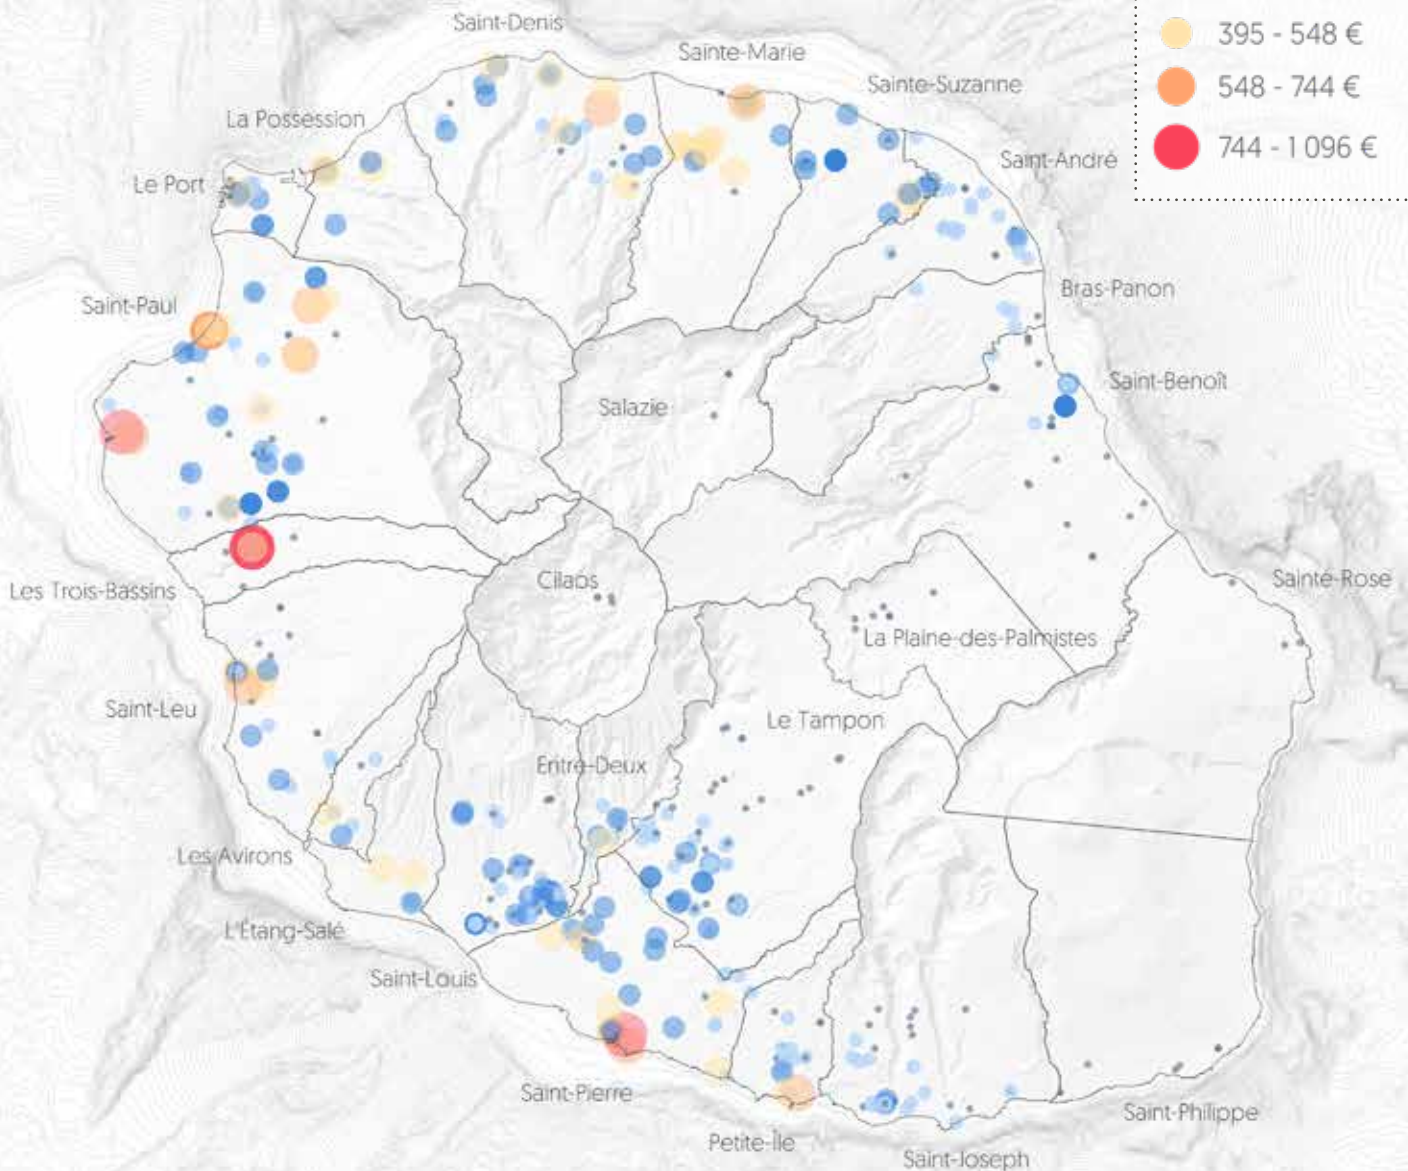 395 - 548 €
548 - 744 €
744 - 1 096 €
Saint-Denis
Sainte-Marie
Sainte-Suzanne
La Possession
Saint-André
Le Port
Bras-Panon
Saint-Paul
Saint-Benoît
Salazie
Cilaos
Sainte-Rose
Les Trois-Bassins
La Plaine-des-Palmistes
Saint-Leu
Le Tampon
Entre-Deux
Les Avirons
L'Étang-Salé
Saint-Louis
Saint-Pierre
Saint-Philippe
Petite-Île
Saint-Joseph